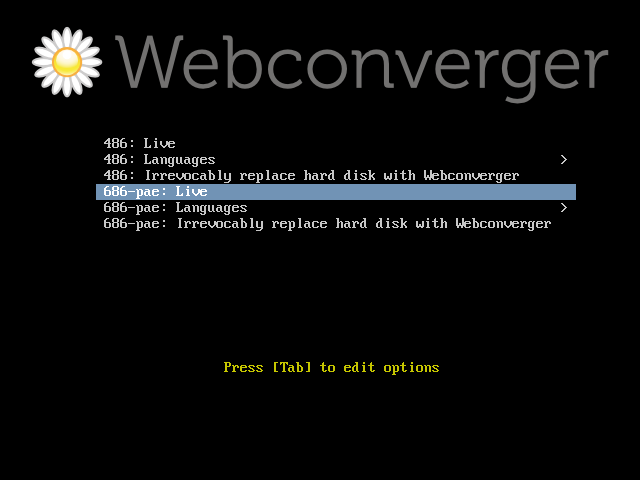 Webconverger
486: Live
486: Languages >
486: Irrevocably replace hard disk with Webconverger
686-pae: Live
686-pae: Languages >
686-pae: Irrevocably replace hard disk with Webconverger
Press [Tab] to edit options